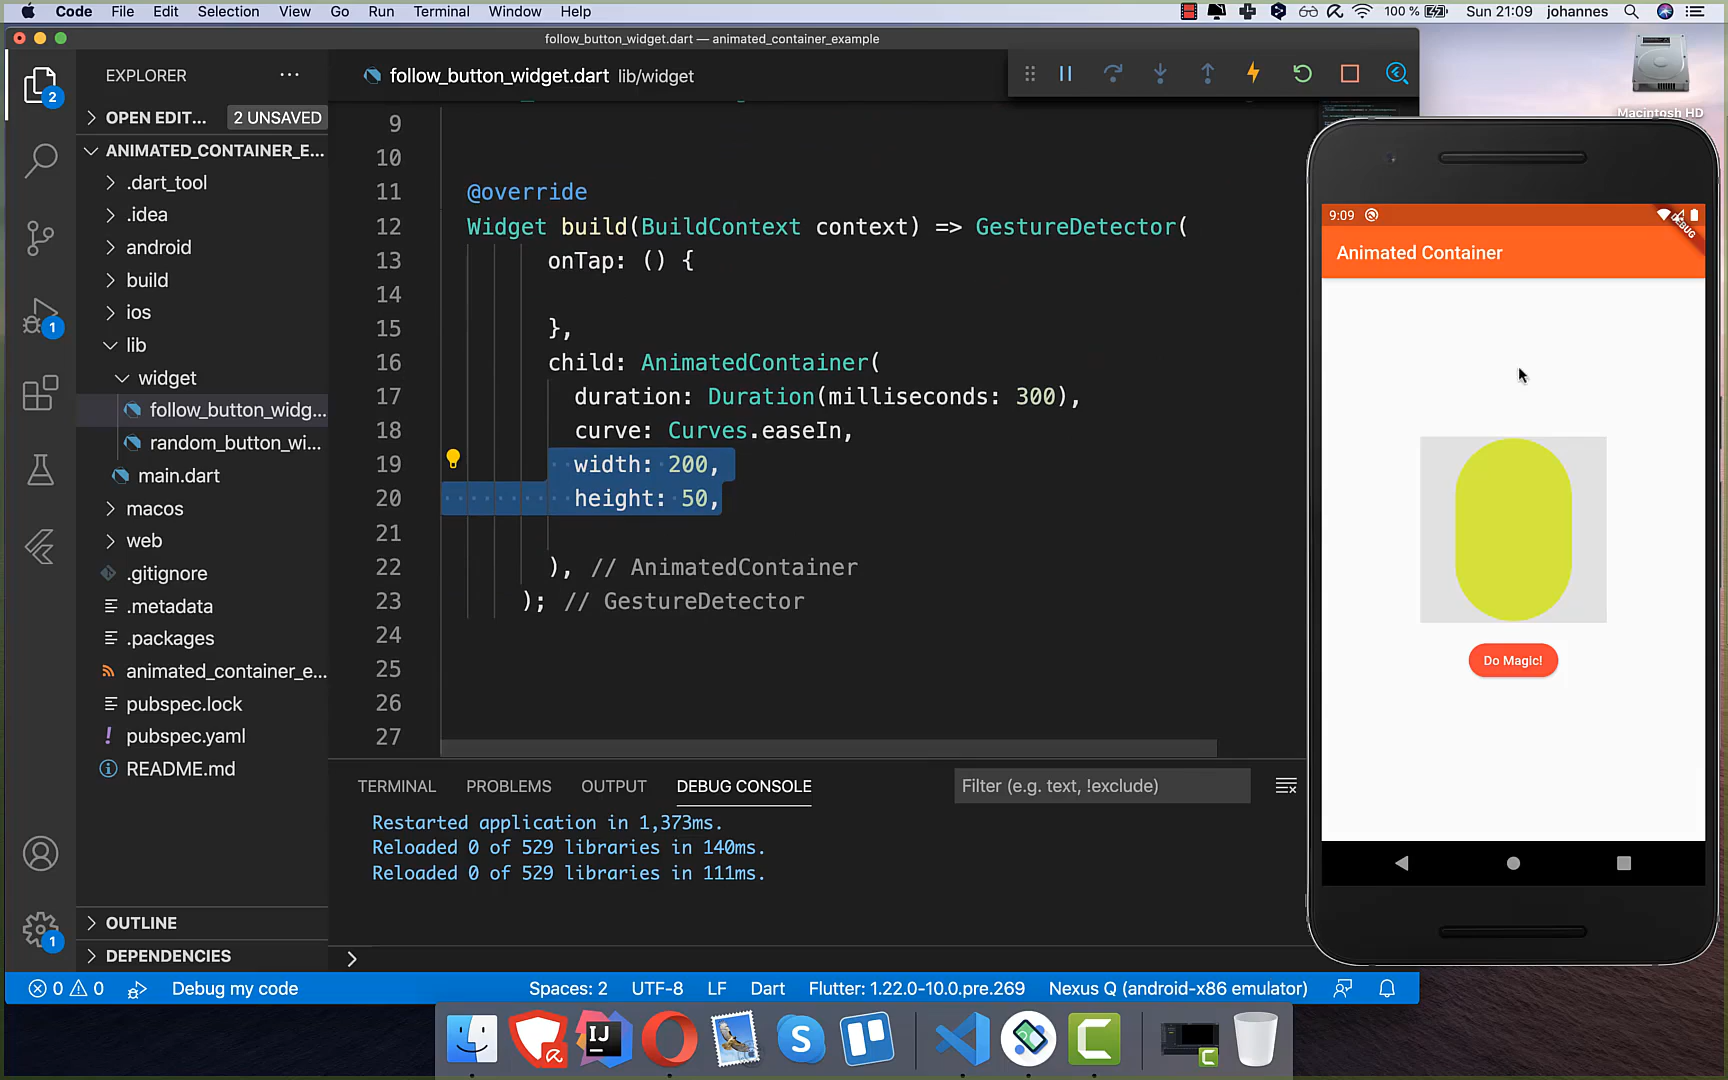 Code File Edit Selection View Go Run Terminal Window Help
100 % Sun 21:09 johannes
follow_button_widget.dart — animated_container_example
Macintosh HD
EXPLORER
follow_button_widget.dart lib/widget
OPEN EDIT... 2 UNSAVED
ANIMATED_CONTAINER_E...
.dart_tool
.idea
android
build
ios
lib
widget
follow_button_widg...
random_button_wi...
main.dart
macos
web
.gitignore
.metadata
.packages
animated_container_e...
pubspec.lock
pubspec.yaml
README.md
OUTLINE
DEPENDENCIES
2
1
1
9
10
11 @override
12 Widget build(BuildContext context) => GestureDetector(
13 onTap: () {
14
15 },
16 child: AnimatedContainer(
17 duration: Duration(milliseconds: 300),
18 curve: Curves.easeIn,
19 width: 200,
20 height: 50,
21
22 ), // AnimatedContainer
23 ); // GestureDetector
24
25
26
27
TERMINAL PROBLEMS OUTPUT DEBUG CONSOLE Filter (e.g. text, !exclude)
Restarted application in 1,373ms.
Reloaded 0 of 529 libraries in 140ms.
Reloaded 0 of 529 libraries in 111ms.
9:09
DEBUG
Animated Container
Do Magic!
0 0 Debug my code Spaces: 2 UTF-8 LF Dart Flutter: 1.22.0-10.0.pre.269 Nexus Q (android-x86 emulator)
IJ
S
C
C